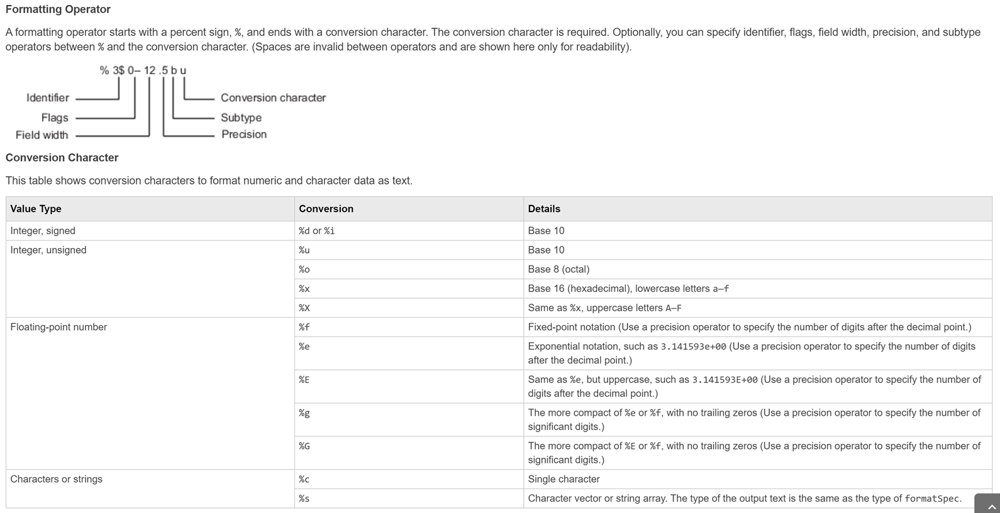 Formatting Operator
A formatting operator starts with a percent sign, %, and ends with a conversion character. The conversion character is required. Optionally, you can specify identifier, flags, field width, precision, and subtype
operators between % and the conversion character. (Spaces are invalid between operators and are shown here only for readability).
% 3$ 0– 12 .5 b u
Identifier
Conversion character
Flags
Subtype
Field width
Precision
Conversion Character
This table shows conversion characters to format numeric and character data as text.
Value Type Conversion Details
Integer, signed %d or %i Base 10
Integer, unsigned %u Base 10
%o Base 8 (octal)
%x Base 16 (hexadecimal), lowercase letters a–f
%X Same as %x, uppercase letters A–F
Floating-point number %f Fixed-point notation (Use a precision operator to specify the number of digits after the decimal point.)
%e Exponential notation, such as 3.141593e+00 (Use a precision operator to specify the number of digits
after the decimal point.)
%E Same as %e, but uppercase, such as 3.141593E+00 (Use a precision operator to specify the number of
digits after the decimal point.)
%g The more compact of %e or %f, with no trailing zeros (Use a precision operator to specify the number of
significant digits.)
%G The more compact of %E or %f, with no trailing zeros (Use a precision operator to specify the number of
significant digits.)
Characters or strings %c Single character
%s Character vector or string array. The type of the output text is the same as the type of formatSpec.